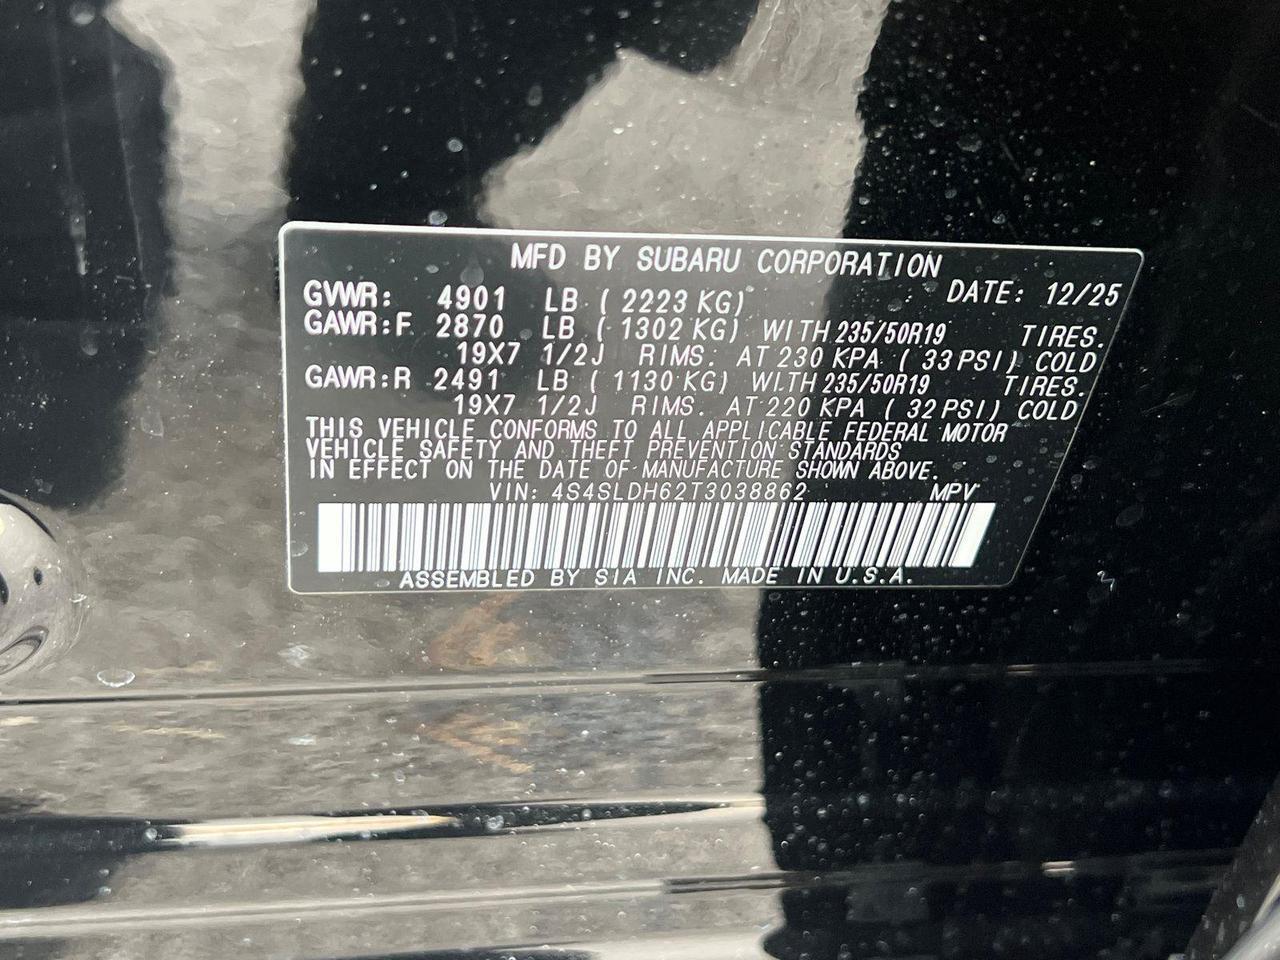 MFD BY SUBARU CORPORATION
GVWR: 4901 LB ( 2223 KG) DATE: 12/25
GAWR:F 2870 LB ( 1302 KG) WITH 235/50R19 TIRES.
19X7 1/2J RIMS. AT 230 KPA ( 33 PSI) COLD
GAWR:R 2491 LB ( 1130 KG) WITH 235/50R19 TIRES.
19X7 1/2J RIMS. AT 220 KPA ( 32 PSI) COLD
THIS VEHICLE CONFORMS TO ALL APPLICABLE FEDERAL MOTOR
VEHICLE SAFETY AND THEFT PREVENTION STANDARDS
IN EFFECT ON THE DATE OF MANUFACTURE SHOWN ABOVE.
VIN: 4S4SLDH62T3038862 MPV
ASSEMBLED BY SIA INC. MADE IN U.S.A.